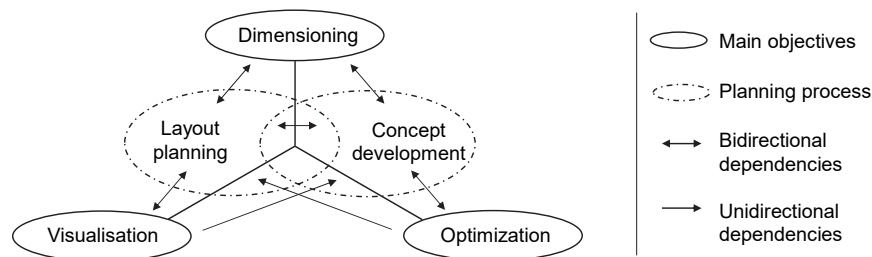 Dimensioning
Layout
planning
Concept
development
Visualisation
Optimization
Main objectives
Planning process
Bidirectional
dependencies
Unidirectional
dependencies